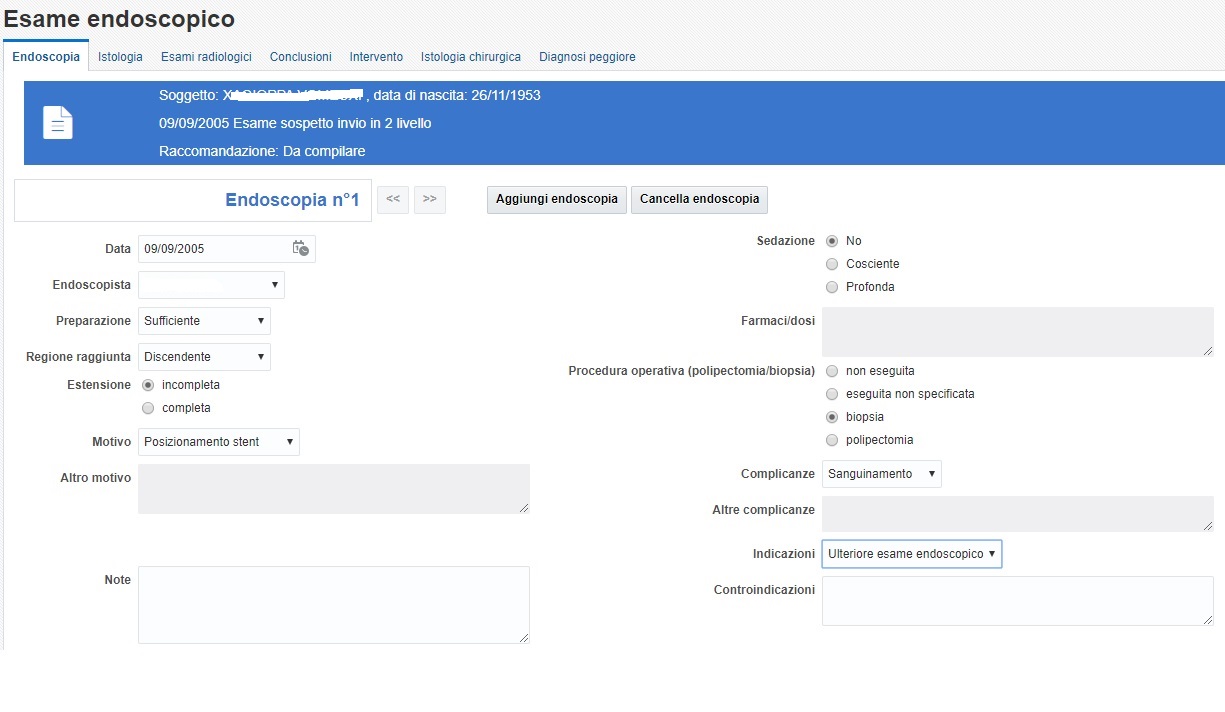 Esame endoscopico
Endoscopia Istologia Esami radiologici Conclusioni Intervento Istologia chirurgica Diagnosi peggiore
Soggetto: , data di nascita: 26/11/1953
09/09/2005 Esame sospetto invio in 2 livello
Raccomandazione: Da compilare
Endoscopia n°1 << >> Aggiungi endoscopia Cancella endoscopia
Data 09/09/2005
Endoscopista
Preparazione Sufficiente
Regione raggiunta Discendente
Estensione incompleta
completa
Motivo Posizionamento stent
Altro motivo
Note
Sedazione No
Cosciente
Profonda
Farmaci/dosi
Procedura operativa (polipectomia/biopsia) non eseguita
eseguita non specificata
biopsia
polipectomia
Complicanze Sanguinamento
Altre complicanze
Indicazioni Ulteriore esame endoscopico
Controindicazioni